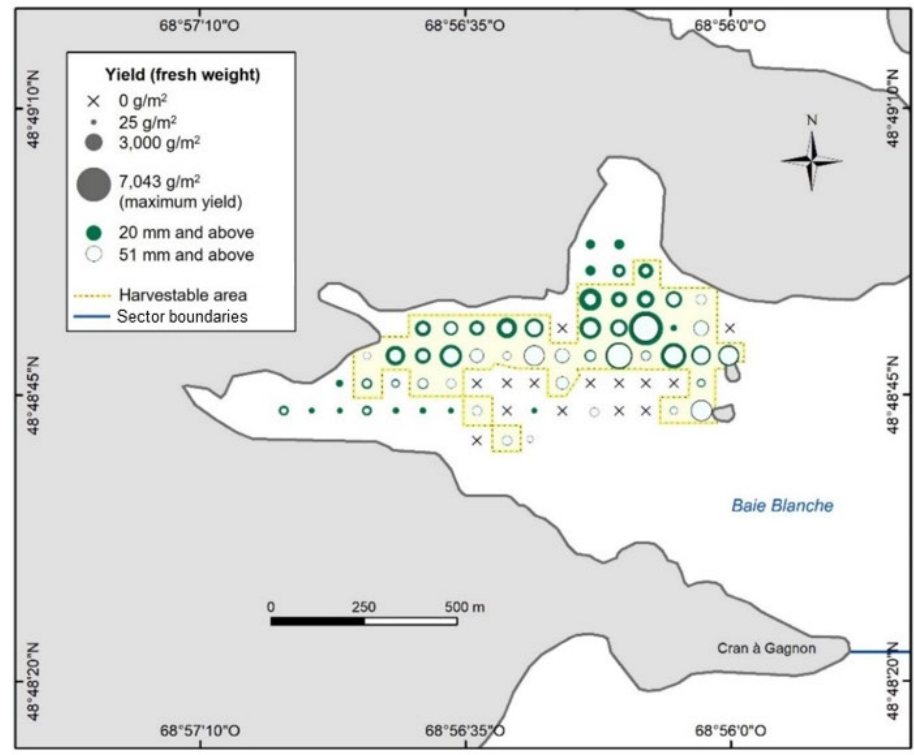 68°57'10"O 68°56'35"O 68°56'0"O
Yield (fresh weight)
0 g/m²
25 g/m²
3,000 g/m²
7,043 g/m²
(maximum yield)
20 mm and above
51 mm and above
Harvestable area
Sector boundaries
N
48°49'10"N 48°49'10"N
48°48'45"N 48°48'45"N
Baie Blanche
0 250 500 m
Cran à Gagnon
48°48'20"N 48°48'20"N
68°57'10"O 68°56'35"O 68°56'0"O